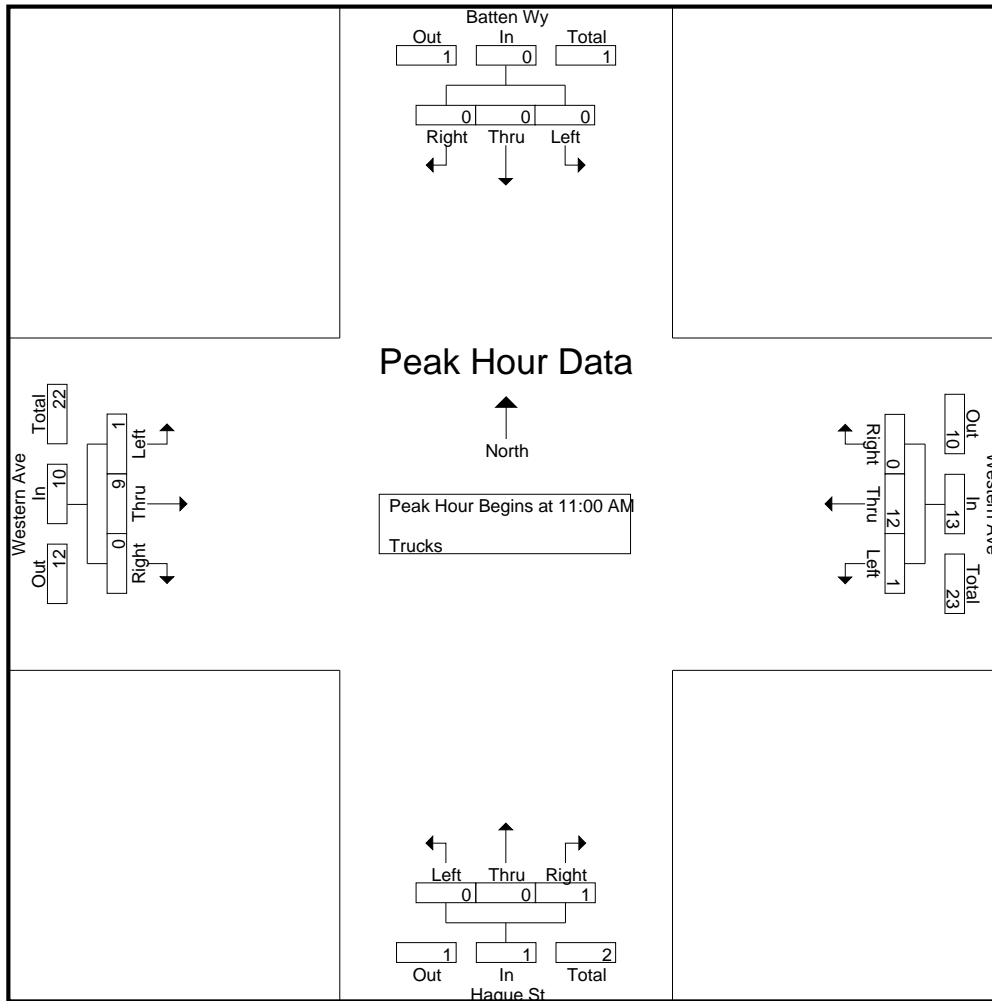 Batten Wy
Out In Total
1 0 1
0 0 0
Right Thru Left
Peak Hour Data
North
Peak Hour Begins at 11:00 AM
Trucks
Western Ave
Total In Out
22 10 12
1 9 0
Left Thru Right
Western Ave
Out In Total
10 13 23
0 12 1
Right Thru Left
Left Thru Right
0 0 1
1 1 2
Out In Total
Hague St